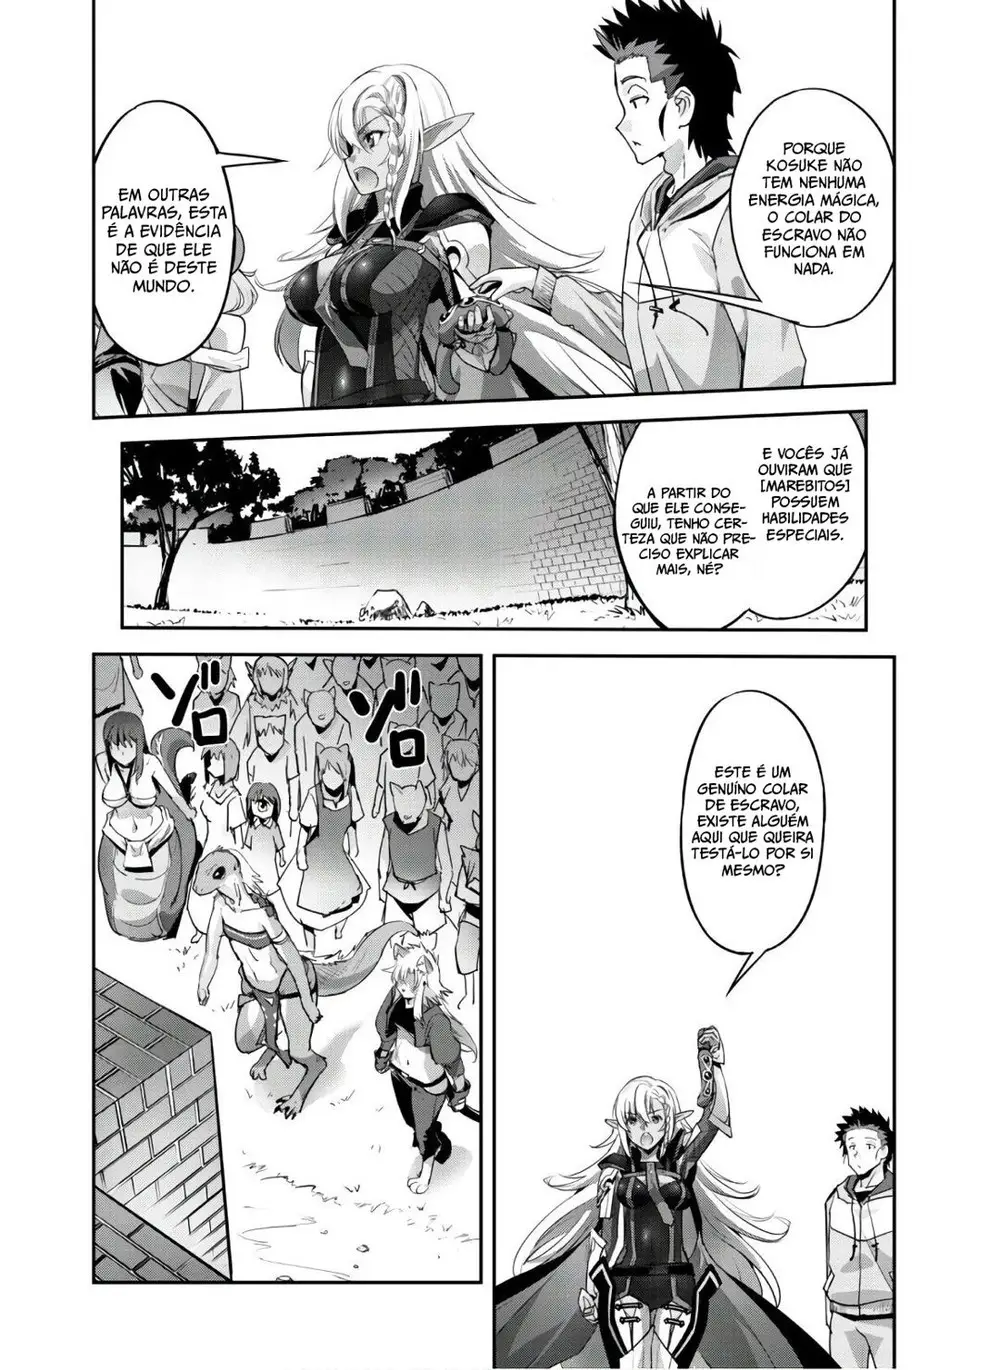 PORQUE
KOSUKE NÃO
TEM NENHUMA
ENERGIA MÁGICA,
O COLAR DO
ESCRAVO NÃO
FUNCIONA EM
NADA.
EM OUTRAS
PALAVRAS, ESTA
É A EVIDÊNCIA
DE QUE ELE
NÃO É DESTE
MUNDO.
E VOCÊS JÁ
OUVIRAM QUE
[MAREBITOS]
POSSUEM
HABILIDADES
ESPECIAIS.
A PARTIR DO
QUE ELE CONSE-
GUIU, TENHO CER-
TEZA QUE NÃO PRE-
CISO EXPLICAR
MAIS, NÉ?
ESTE É UM
GENUÍNO COLAR
DE ESCRAVO,
EXISTE ALGUÉM
AQUI QUE QUEIRA
TESTÁ-LO POR SI
MESMO?
ゾロ
ゾロ